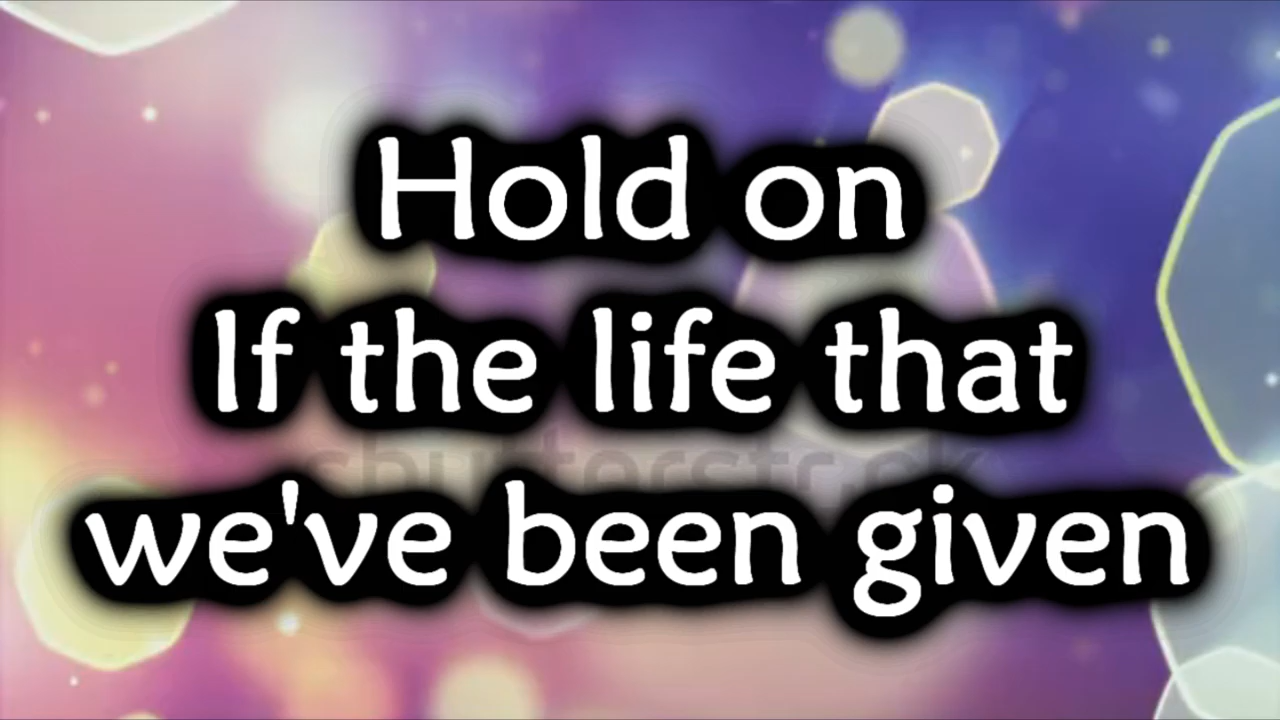 Hold on
If the life that
we've been given